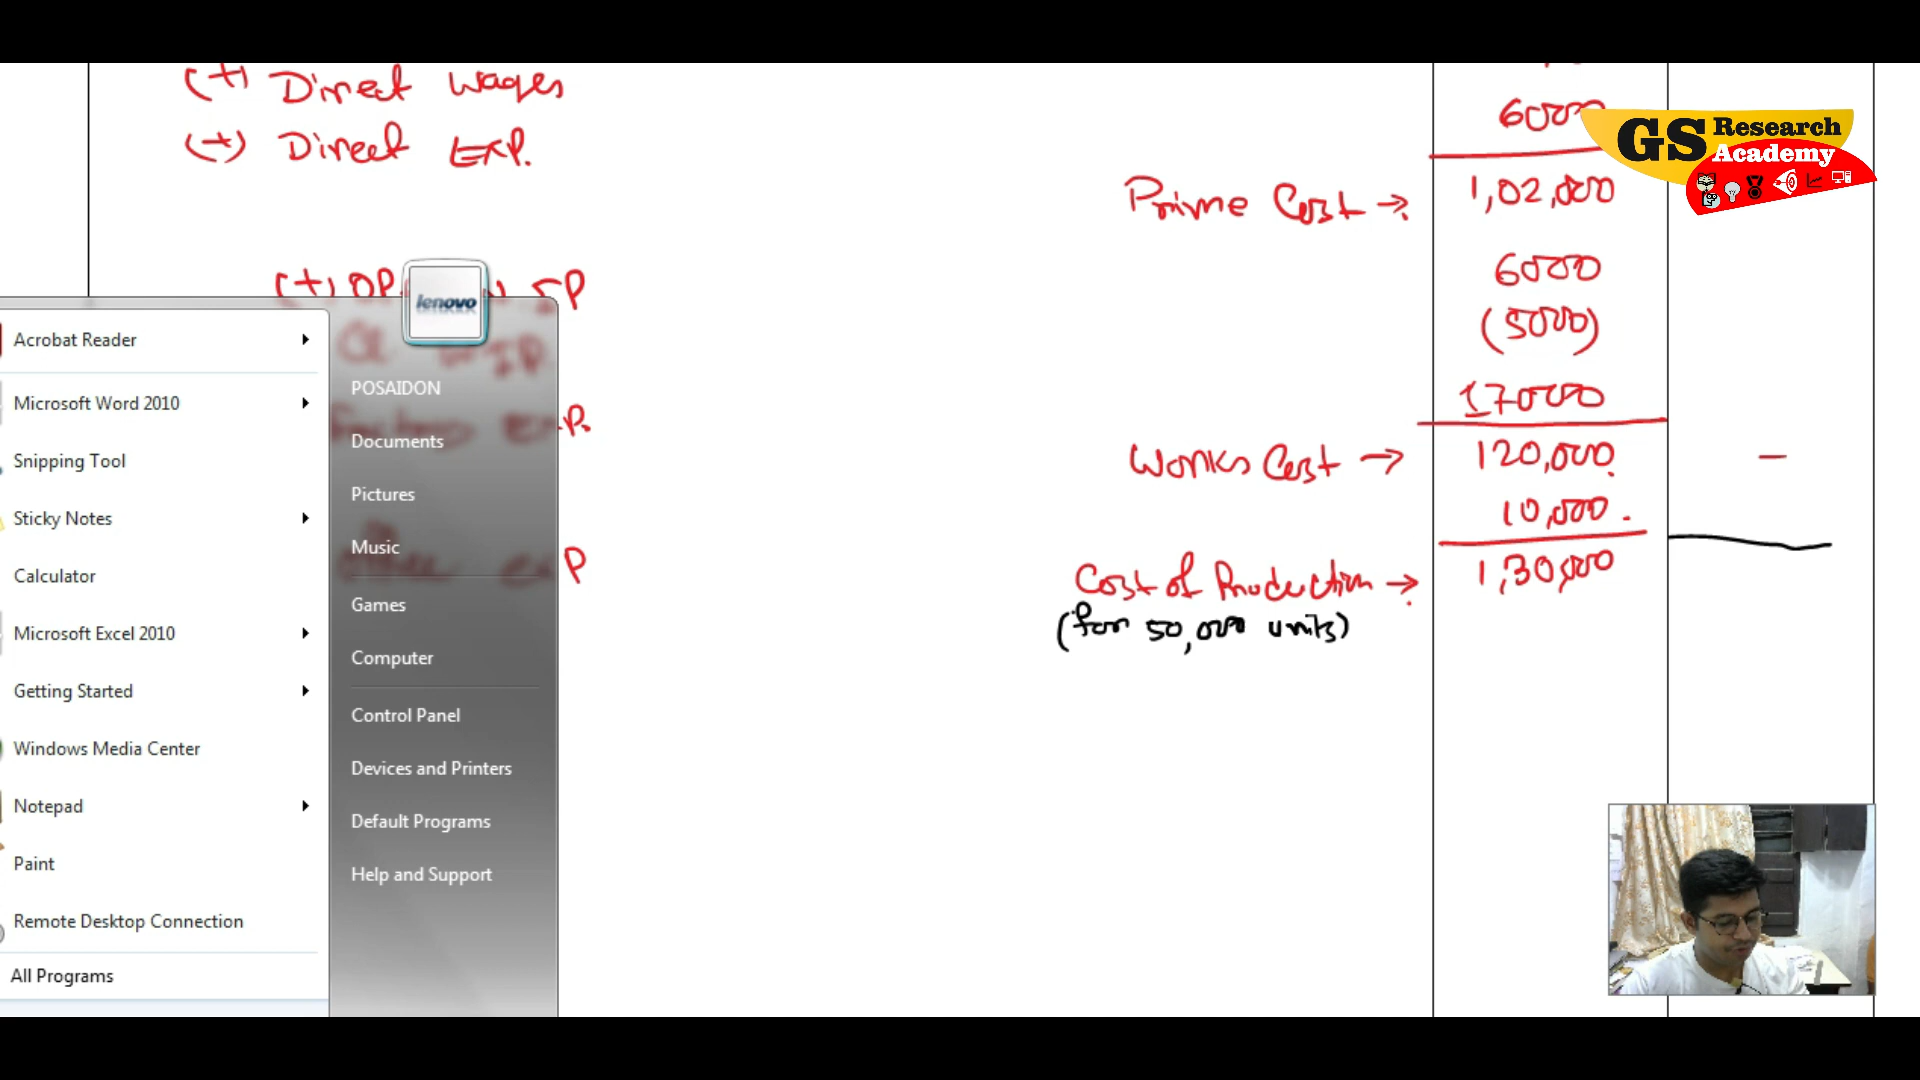 (+) Direct Wages
(+) Direct Exp.
6000
GS Research Academy
Prime Cost → 1,02,000
6000
(5000)
17000
Works Cost → 120,000 —
10,000
Cost of Production → 1,30,000
(for 50,000 units)
lenovo
Acrobat Reader
Microsoft Word 2010
Snipping Tool
Sticky Notes
Calculator
Microsoft Excel 2010
Getting Started
Windows Media Center
Notepad
Paint
Remote Desktop Connection
All Programs
POSAIDON
Documents
Pictures
Music
Games
Computer
Control Panel
Devices and Printers
Default Programs
Help and Support